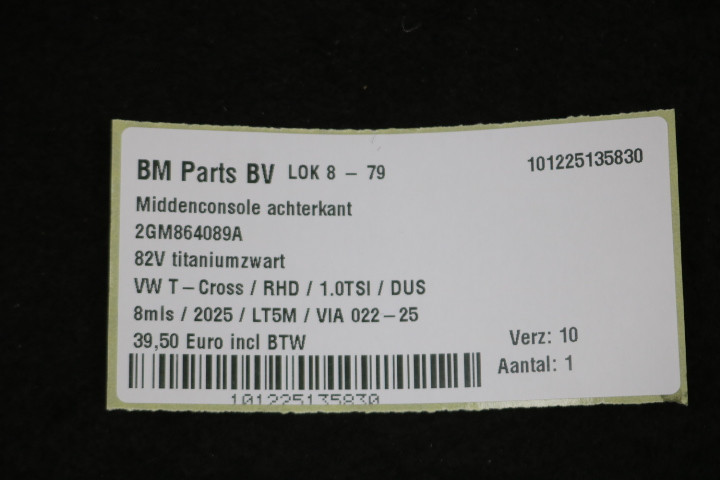 BM Parts BV LOK 8 - 79
101225135830
Middenconsole achterkant
2GM864089A
82V titaniumzwart
VW T-Cross / RHD / 1.0TSI / DUS
8mls / 2025 / LT5M / VIA 022-25
39,50 Euro incl BTW
Verz: 10
Aantal: 1
101225135830